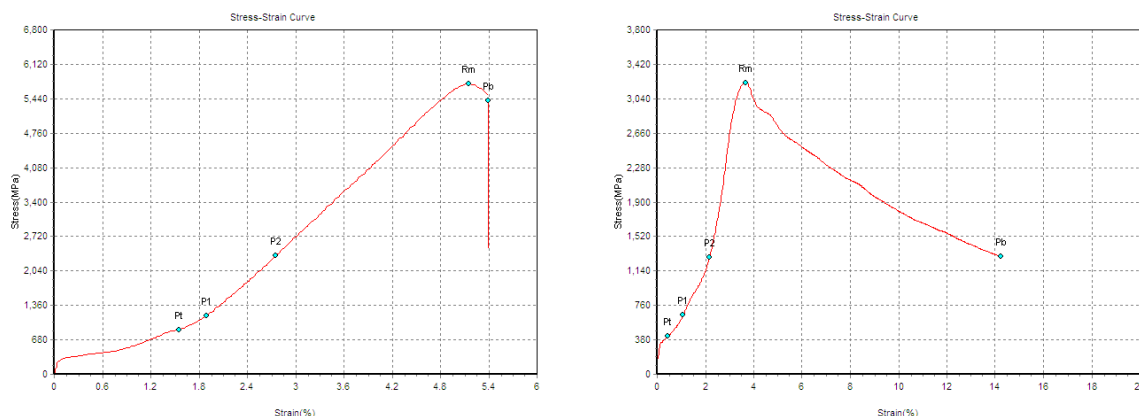 Stress-Strain Curve
6,800
6,120
5,440
4,760
4,080
3,400
2,720
2,040
1,360
680
0
Stress(MPa)
Rm
Pb
P2
P1
Pt
0 0.6 1.2 1.8 2.4 3 3.6 4.2 4.8 5.4 6
Strain(%)
Stress-Strain Curve
3,800
3,420
3,040
2,660
2,280
1,900
1,520
1,140
760
380
0
Stress(MPa)
Rm
P2
Pb
P1
Pt
0 2 4 6 8 10 12 14 16 18
Strain(%)